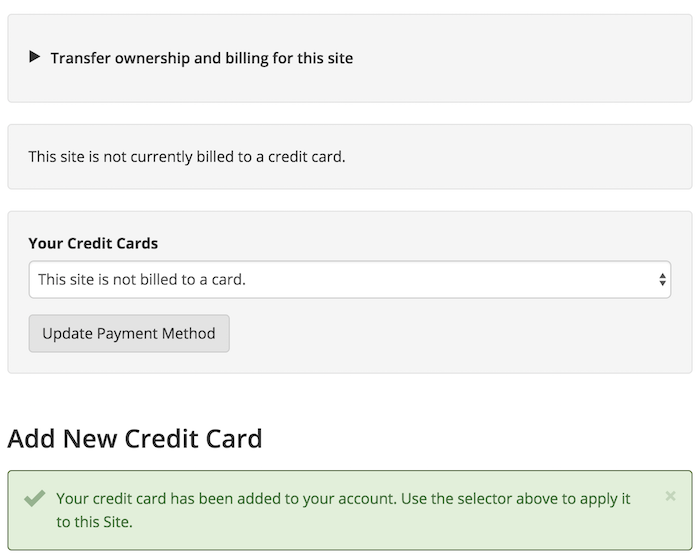 Transfer ownership and billing for this site
This site is not currently billed to a credit card.
Your Credit Cards
This site is not billed to a card.
Update Payment Method
Add New Credit Card
Your credit card has been added to your account. Use the selector above to apply it
to this Site.